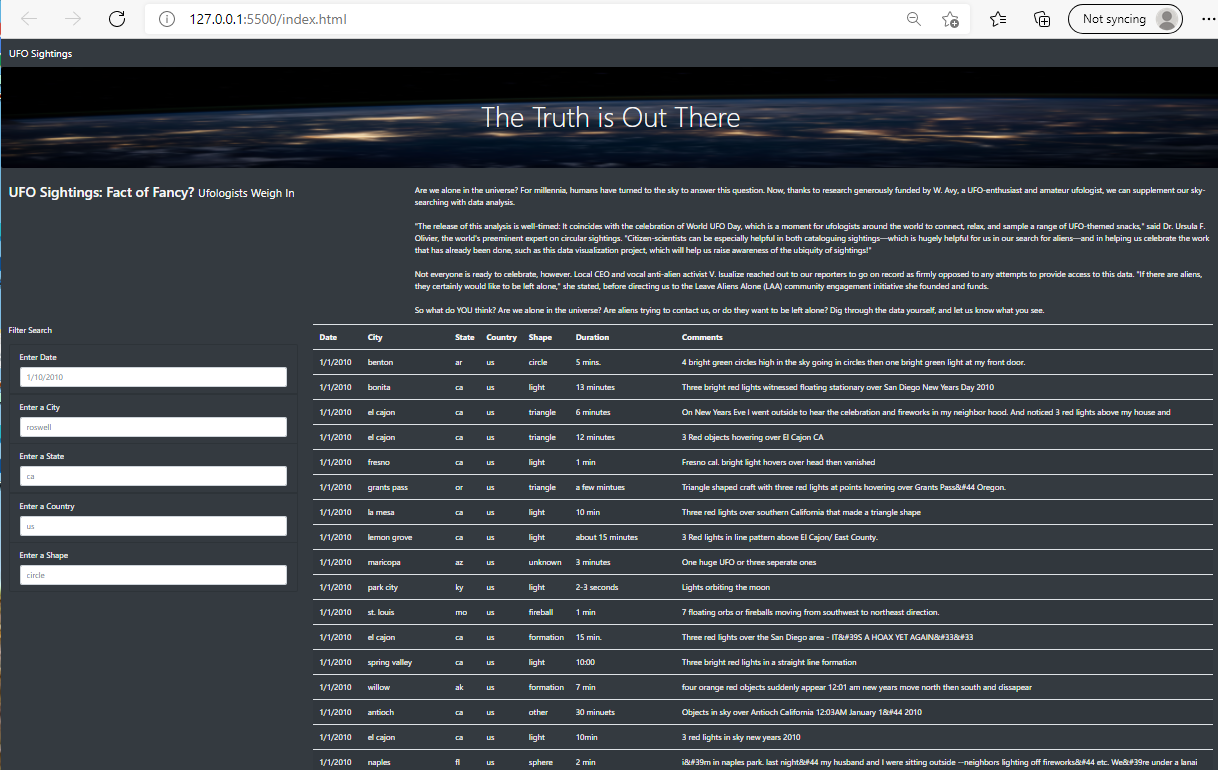 127.0.0.1:5500/index.html
Not syncing
UFO Sightings
The Truth is Out There
UFO Sightings: Fact of Fancy? Ufologists Weigh In
Are we alone in the universe? For millennia, humans have turned to the sky to answer this question. Now, thanks to research generously funded by W. Avy, a UFO-enthusiast and amateur ufologist, we can supplement our sky-
searching with data analysis.
"The release of this analysis is well-timed: It coincides with the celebration of World UFO Day, which is a moment for ufologists around the world to connect, relax, and sample a range of UFO-themed snacks," said Dr. Ursula F.
Olivier, the world's preeminent expert on circular sightings. "Citizen-scientists can be especially helpful in both cataloguing sightings—which is hugely helpful for us in our search for aliens—and in helping us celebrate the work
that has already been done, such as this data visualization project, which will help us raise awareness of the ubiquity of sightings!"
Not everyone is ready to celebrate, however. Local CEO and vocal anti-alien activist V. Isualize reached out to our reporters to go on record as firmly opposed to any attempts to provide access to this data. "If there are aliens,
they certainly would like to be left alone," she stated, before directing us to the Leave Aliens Alone (LAA) community engagement initiative she founded and funds.
So what do YOU think? Are we alone in the universe? Are aliens trying to contact us, or do they want to be left alone? Dig through the data yourself, and let us know what you see.
Filter Search
Enter Date
1/10/2010
Enter a City
roswell
Enter a State
ca
Enter a Country
us
Enter a Shape
circle
Date City State Country Shape Duration Comments
1/1/2010 benton ar us circle 5 mins. 4 bright green circles high in the sky going in circles then one bright green light at my front door.
1/1/2010 bonita ca us light 13 minutes Three bright red lights witnessed floating stationary over San Diego New Years Day 2010
1/1/2010 el cajon ca us triangle 6 minutes On New Years Eve I went outside to hear the celebration and fireworks in my neighbor hood. And noticed 3 red lights above my house and
1/1/2010 el cajon ca us triangle 12 minutes 3 Red objects hovering over El Cajon CA
1/1/2010 fresno ca us light 1 min Fresno cal. bright light hovers over head then vanished
1/1/2010 grants pass or us triangle a few mintues Triangle shaped craft with three red lights at points hovering over Grants Pass&#44 Oregon.
1/1/2010 la mesa ca us light 10 min Three red lights over southern California that made a triangle shape
1/1/2010 lemon grove ca us light about 15 minutes 3 Red lights in line pattern above El Cajon/ East County.
1/1/2010 maricopa az us unknown 3 minutes One huge UFO or three seperate ones
1/1/2010 park city ky us light 2-3 seconds Lights orbiting the moon
1/1/2010 st. louis mo us fireball 1 min 7 floating orbs or fireballs moving from southwest to northeast direction.
1/1/2010 el cajon ca us formation 15 min. Three red lights over the San Diego area - IT&#39S A HOAX YET AGAIN&#33&#33
1/1/2010 spring valley ca us light 10:00 Three bright red lights in a straight line formation
1/1/2010 willow ak us formation 7 min four orange red objects suddenly appear 12:01 am new years move north then south and dissapear
1/1/2010 antioch ca us other 30 minuets Objects in sky over Antioch California 12:03AM January 1&#44 2010
1/1/2010 el cajon ca us light 10min 3 red lights in sky new years 2010
1/1/2010 naples fl us sphere 2 min i&#39m in naples park. last night&#44 my husband and I were sitting outside --neighbors lighting off fireworks&#44 etc. We&#39re under a lanai